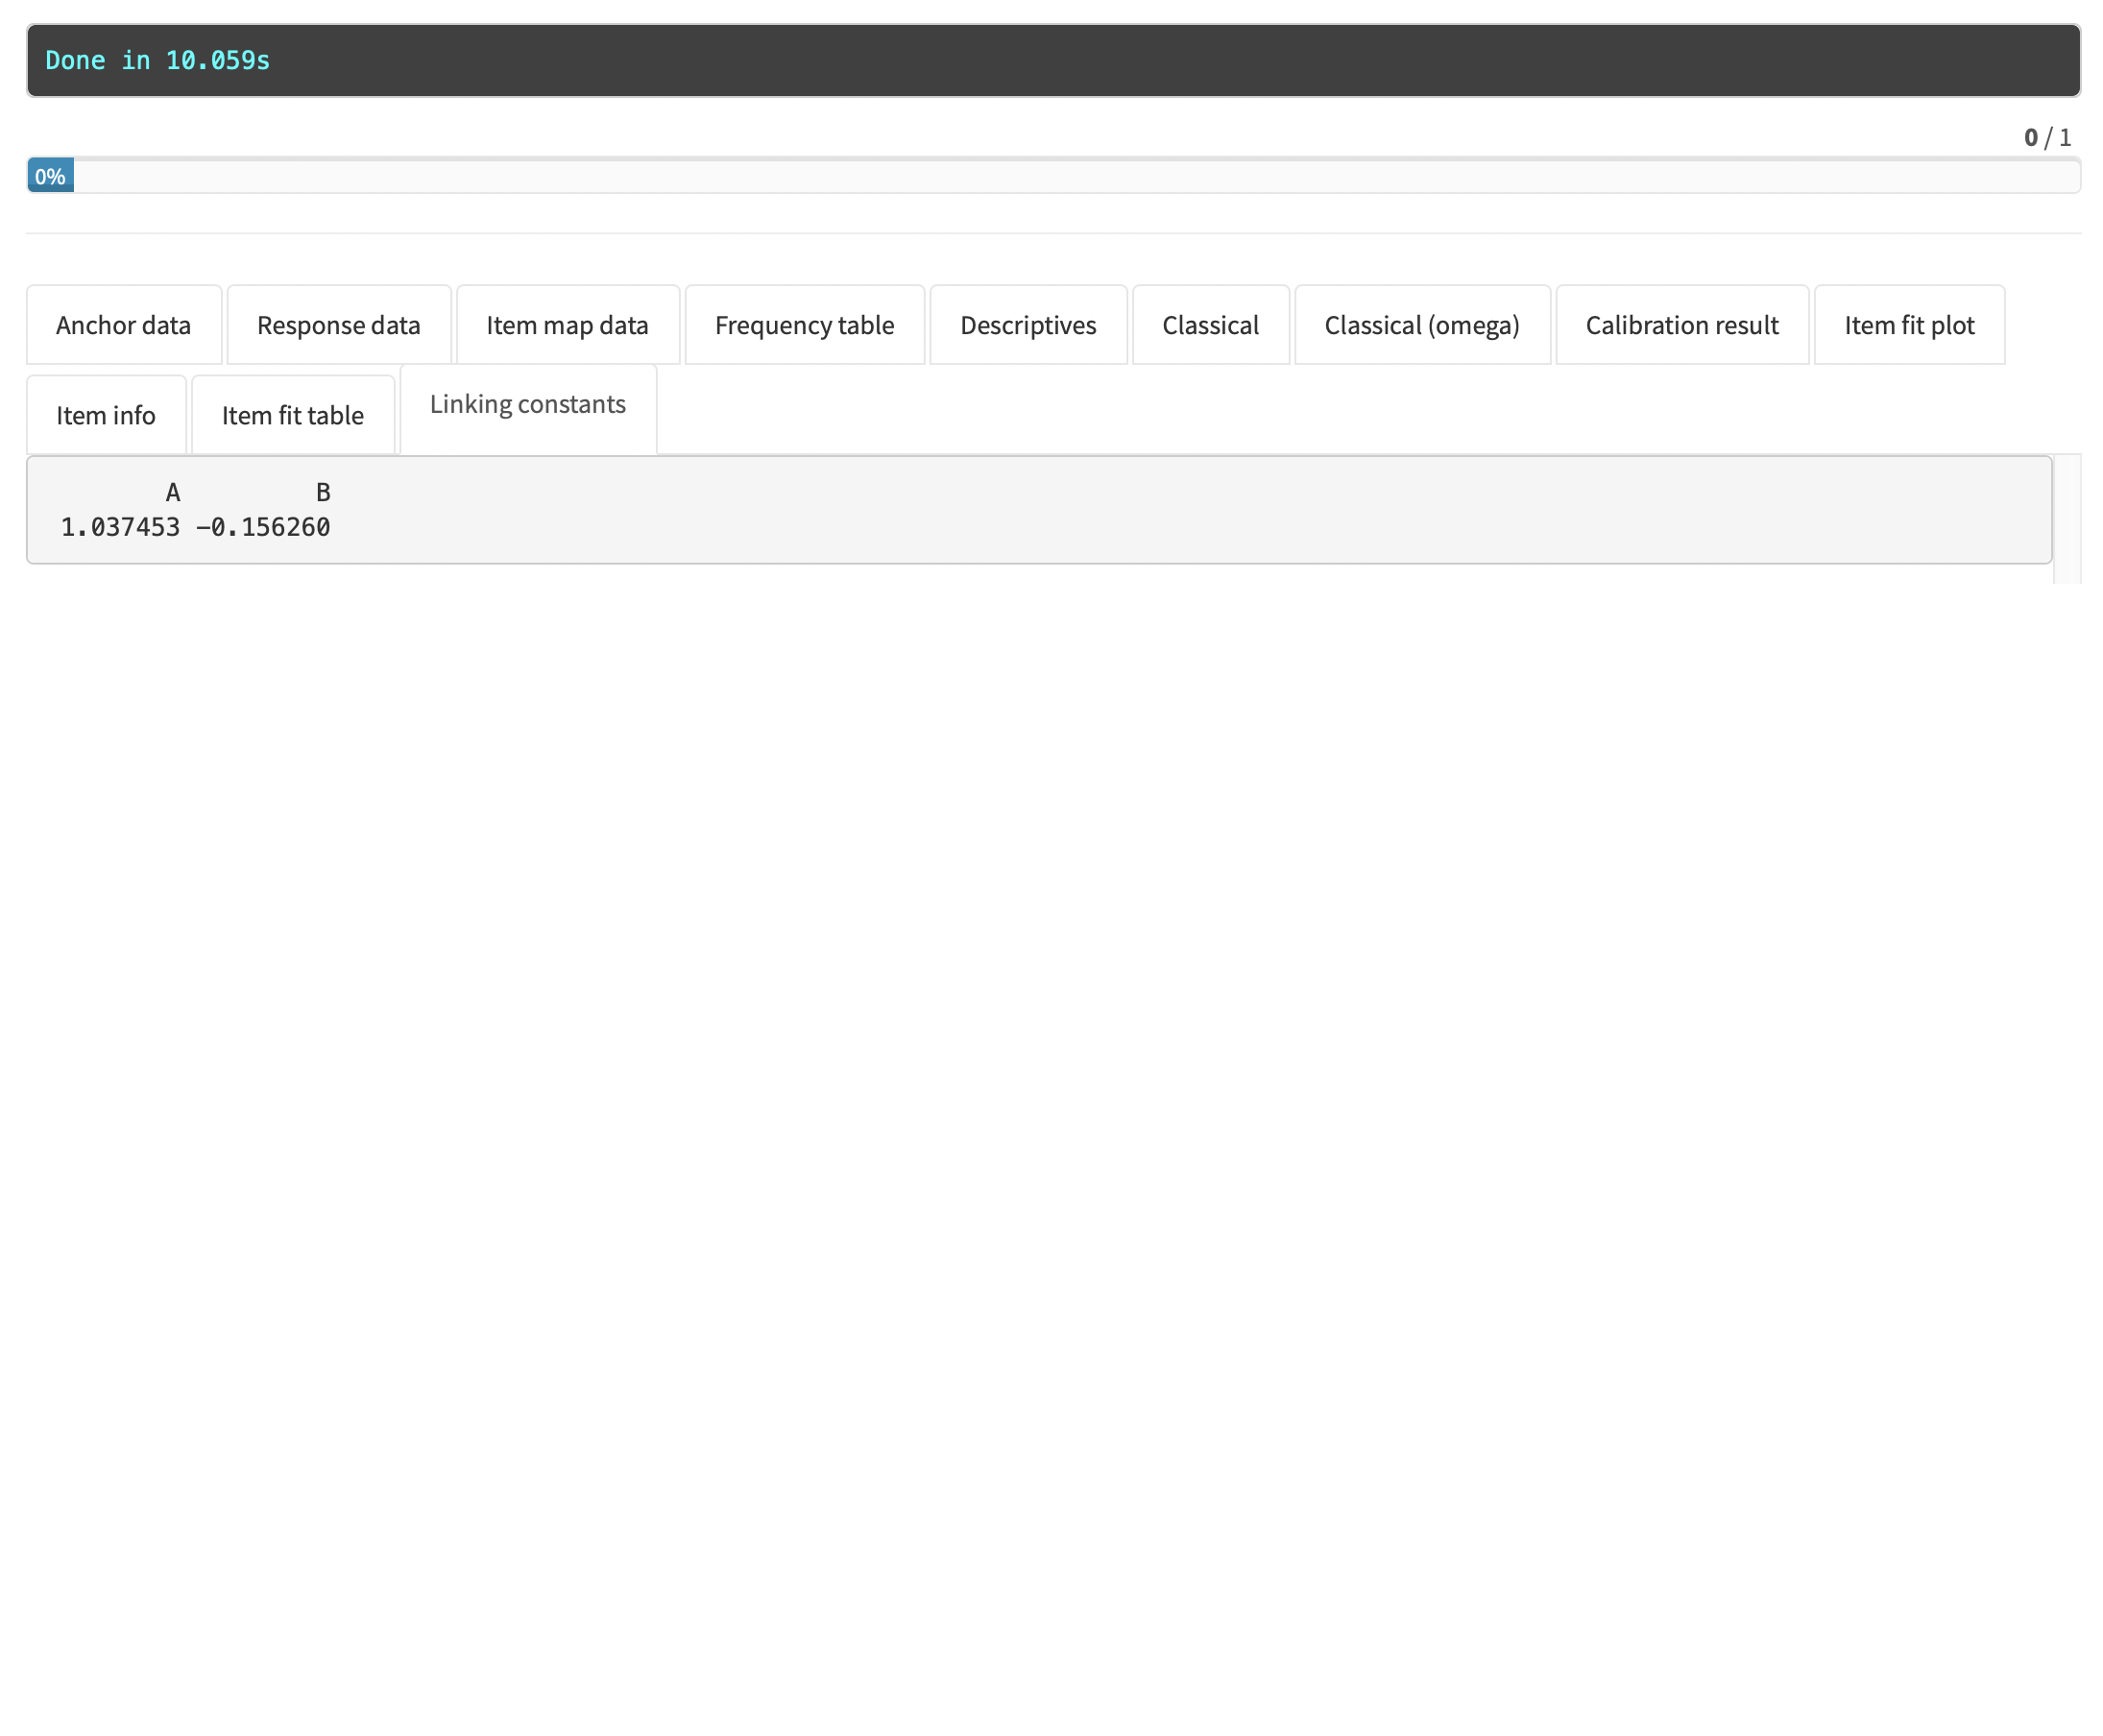 Done in 10.059s
0 / 1
0%
Anchor data Response data Item map data Frequency table Descriptives Classical Classical (omega) Calibration result Item fit plot
Item info Item fit table Linking constants
A B
1.037453 −0.156260